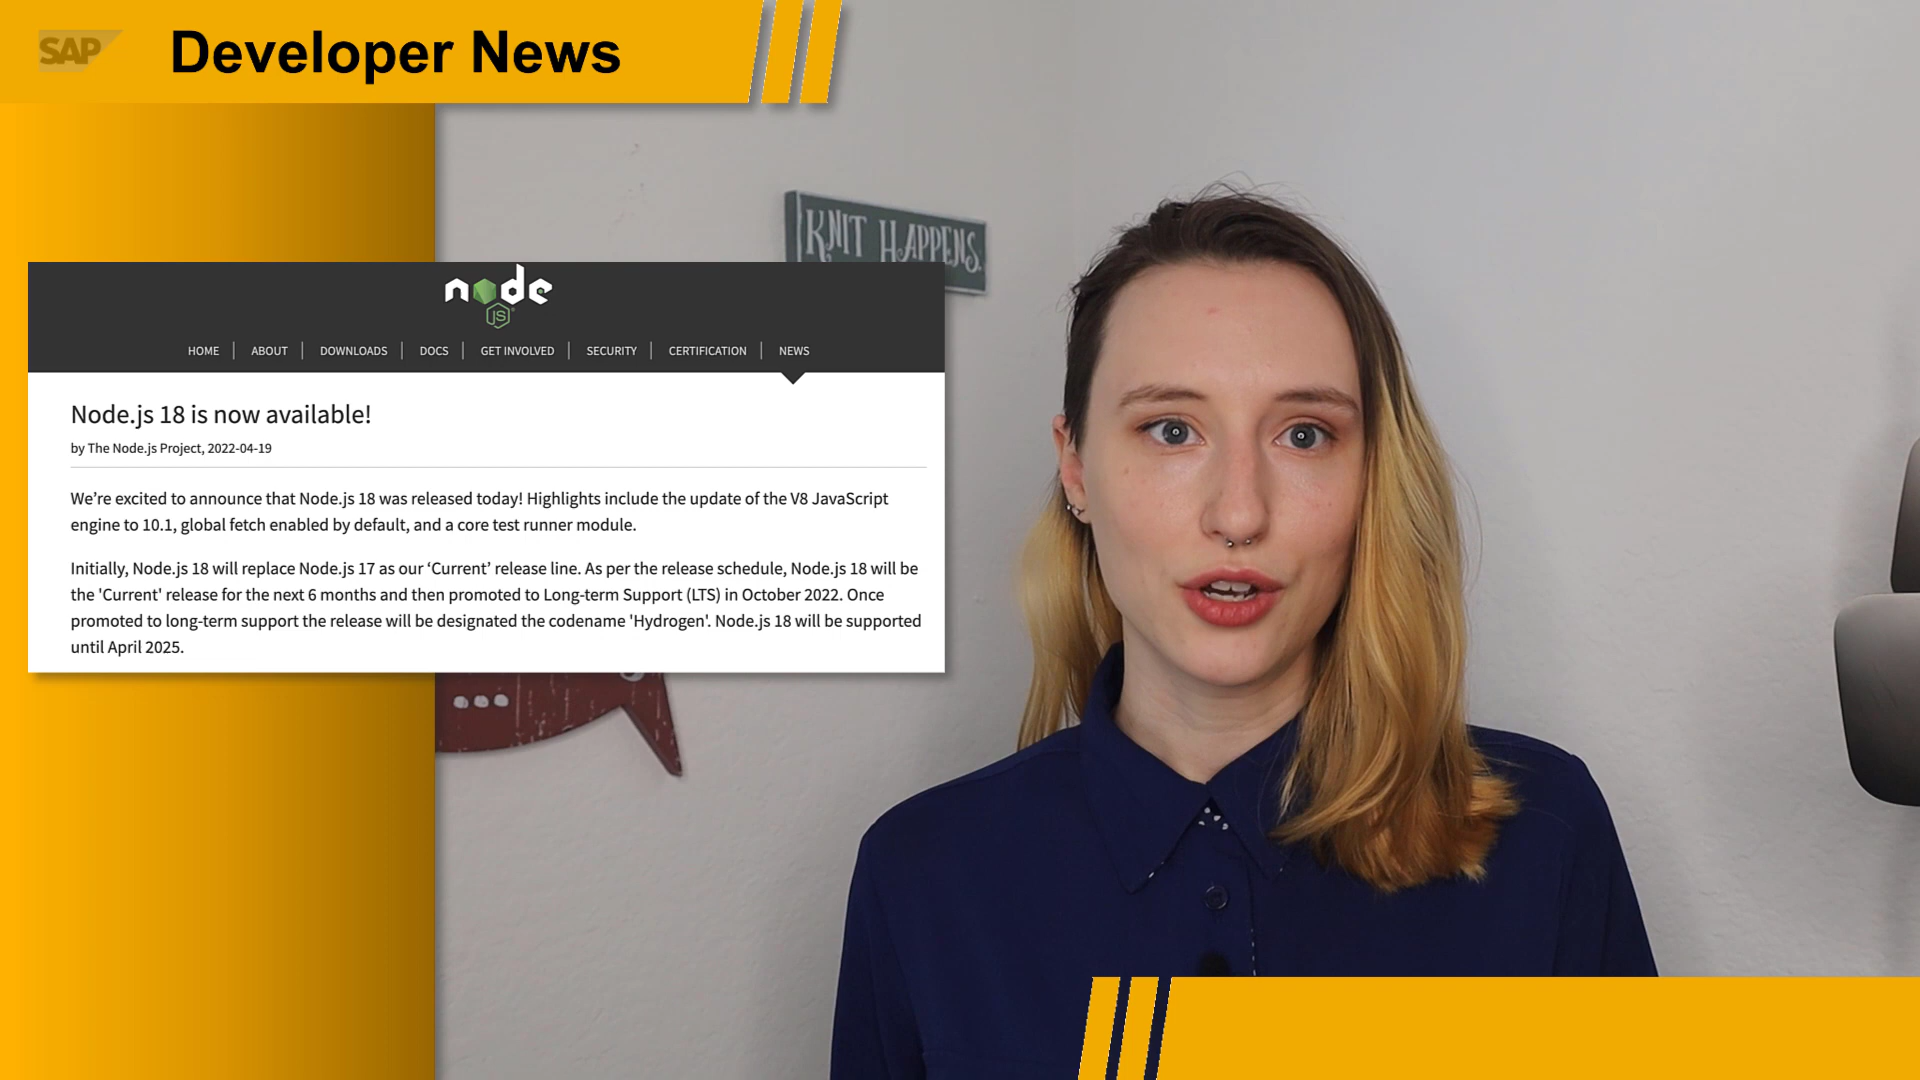 SAP
Developer News
KNIT HAPPENS.
node
JS
HOME
ABOUT
DOWNLOADS
DOCS
GET INVOLVED
SECURITY
CERTIFICATION
NEWS
Node.js 18 is now available!
by The Node.js Project, 2022-04-19
We’re excited to announce that Node.js 18 was released today! Highlights include the update of the V8 JavaScript
engine to 10.1, global fetch enabled by default, and a core test runner module.
Initially, Node.js 18 will replace Node.js 17 as our ‘Current’ release line. As per the release schedule, Node.js 18 will be
the 'Current' release for the next 6 months and then promoted to Long-term Support (LTS) in October 2022. Once
promoted to long-term support the release will be designated the codename 'Hydrogen'. Node.js 18 will be supported
until April 2025.